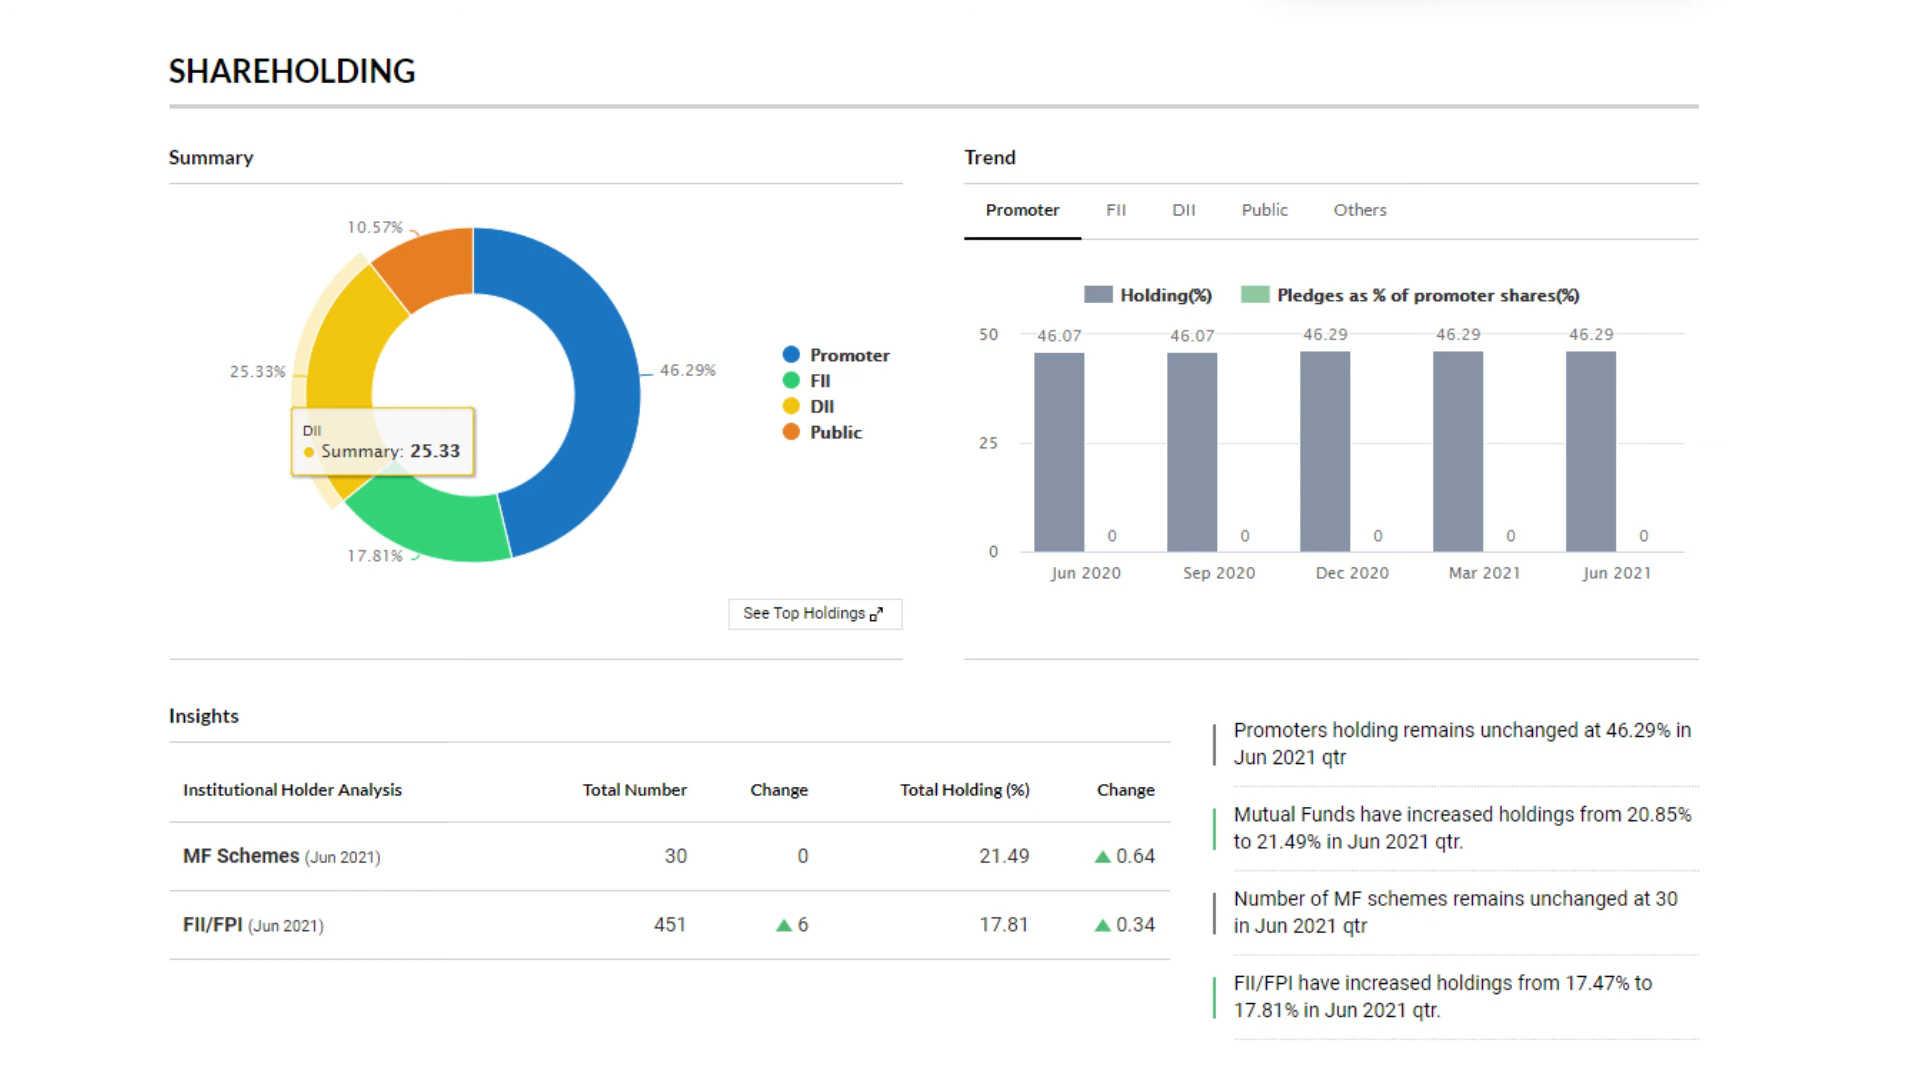 SHAREHOLDING
Summary
10.57%
25.33%
46.29%
17.81%
DII
Summary: 25.33
Promoter
FII
DII
Public
See Top Holdings
Trend
Promoter FII DII Public Others
Holding(%) Pledges as % of promoter shares(%)
50
25
0
46.07 46.07 46.29 46.29 46.29
0 0 0 0 0
Jun 2020 Sep 2020 Dec 2020 Mar 2021 Jun 2021
Insights
Institutional Holder Analysis Total Number Change Total Holding (%) Change
MF Schemes (Jun 2021) 30 0 21.49 0.64
FII/FPI (Jun 2021) 451 6 17.81 0.34
Promoters holding remains unchanged at 46.29% in
Jun 2021 qtr
Mutual Funds have increased holdings from 20.85%
to 21.49% in Jun 2021 qtr.
Number of MF schemes remains unchanged at 30
in Jun 2021 qtr
FII/FPI have increased holdings from 17.47% to
17.81% in Jun 2021 qtr.